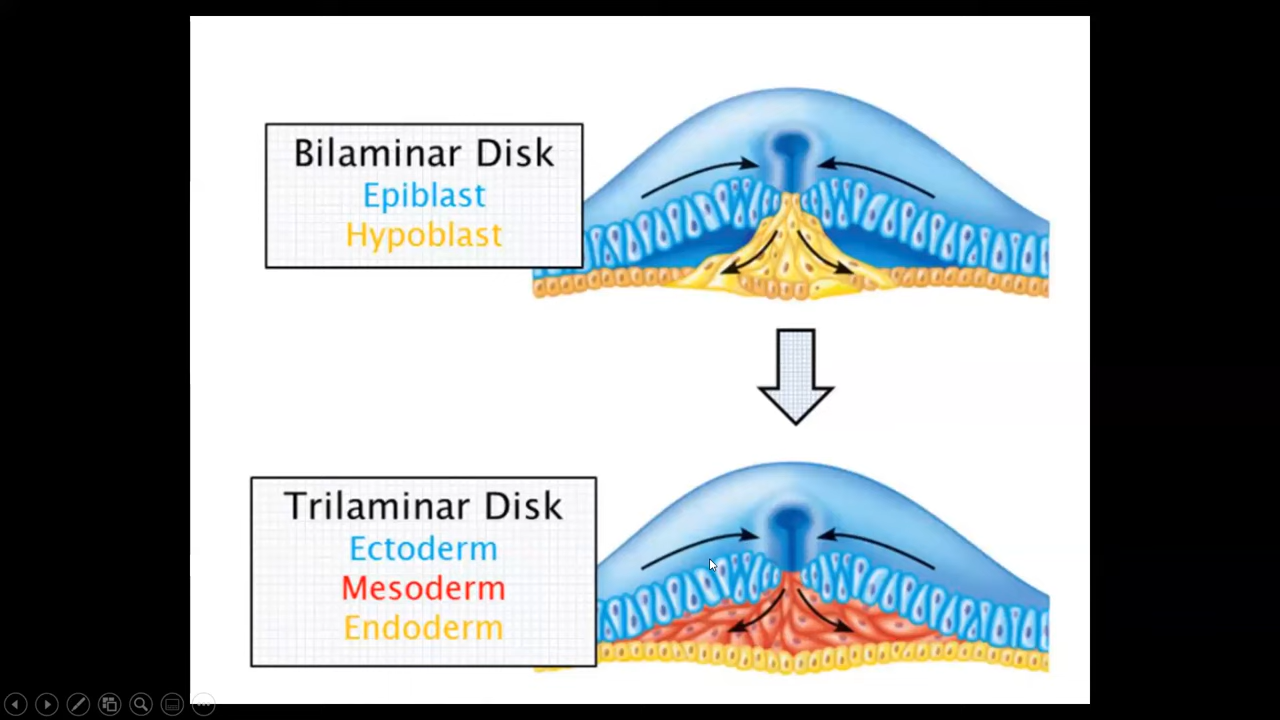 Bilaminar Disk
Epiblast
Hypoblast
Trilaminar Disk
Ectoderm
Mesoderm
Endoderm